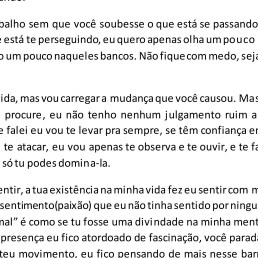 balho sem que você soubesse o que está se passando
está te perseguindo, eu quero apenas olha um pouco
o um pouco naqueles bancos. Não fique com medo, sej
ida, mas vou carregar a mudança que você causou. Mas
procure, eu não tenho nenhum julgamento ruim a
e falei eu vou te levar pra sempre, se têm confiança e
te atacar, eu vou apenas te observa e te ouvir, e te f
só tu podes domina-la.
entir, a tua existência na minha vida fez eu sentir com m
sentimento(paixão) que eu não tinha sentido por ningu
nal” é como se tu fosse uma divindade na minha ment
presença eu fico atordoado de fascinação, você parad
teu movimento, eu fico pensando de mais nesse bar